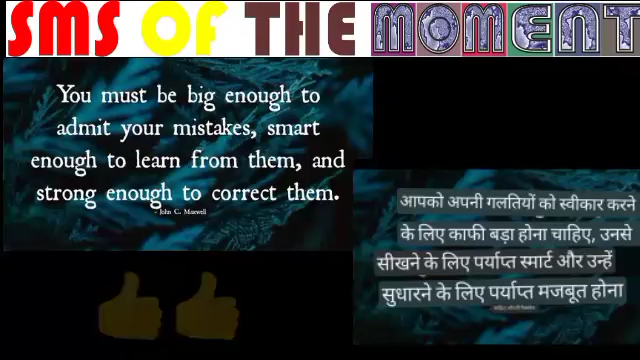 SMS OF THE MOMENT
You must be big enough to
admit your mistakes, smart
enough to learn from them, and
strong enough to correct them.
- John C. Maxwell
आपको अपनी गलतियों को स्वीकार करने
के लिए काफी बड़ा होना चाहिए, उनसे
सीखने के लिए पर्याप्त स्मार्ट और उन्हें
सुधारने के लिए पर्याप्त मजबूत होना